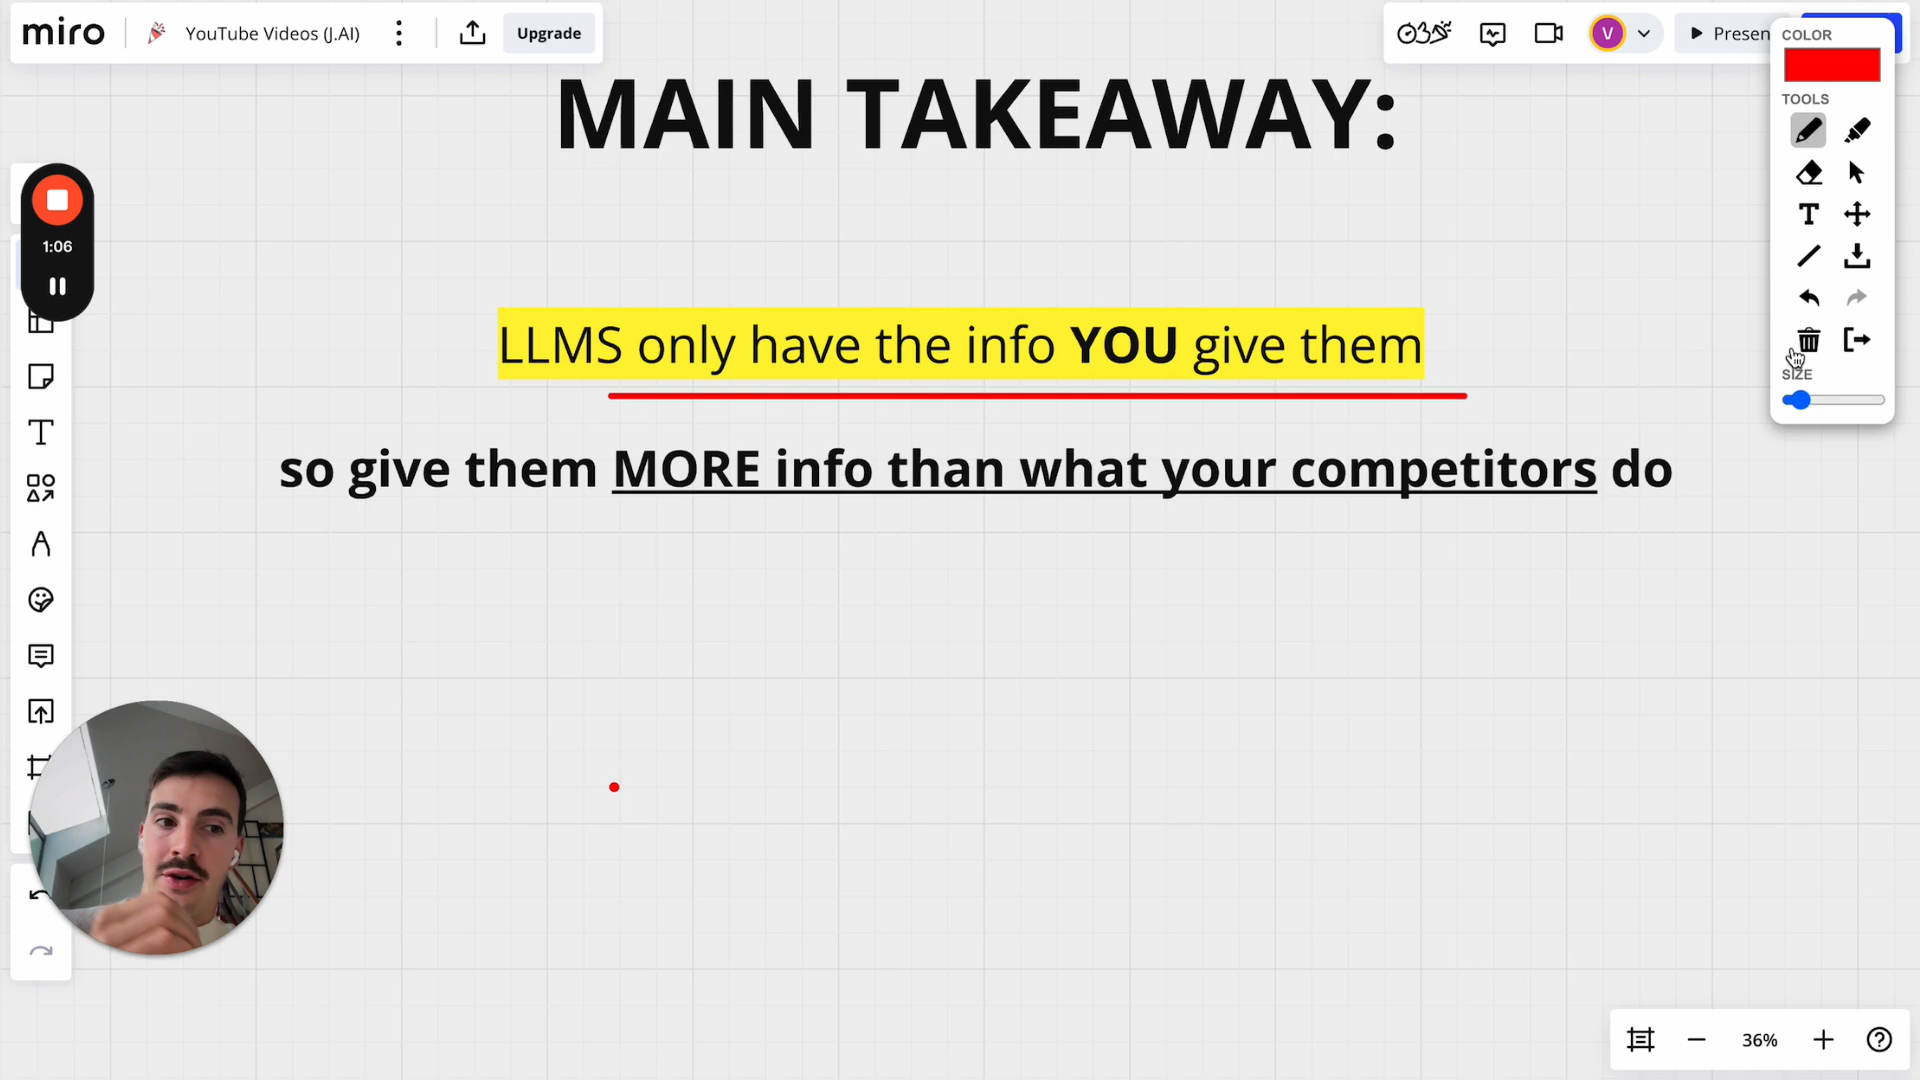 miro
YouTube Videos (J.AI)
Upgrade
V
Presen
COLOR
TOOLS
SIZE
1:06
MAIN TAKEAWAY:
LLMS only have the info YOU give them
so give them MORE info than what your competitors do
36%